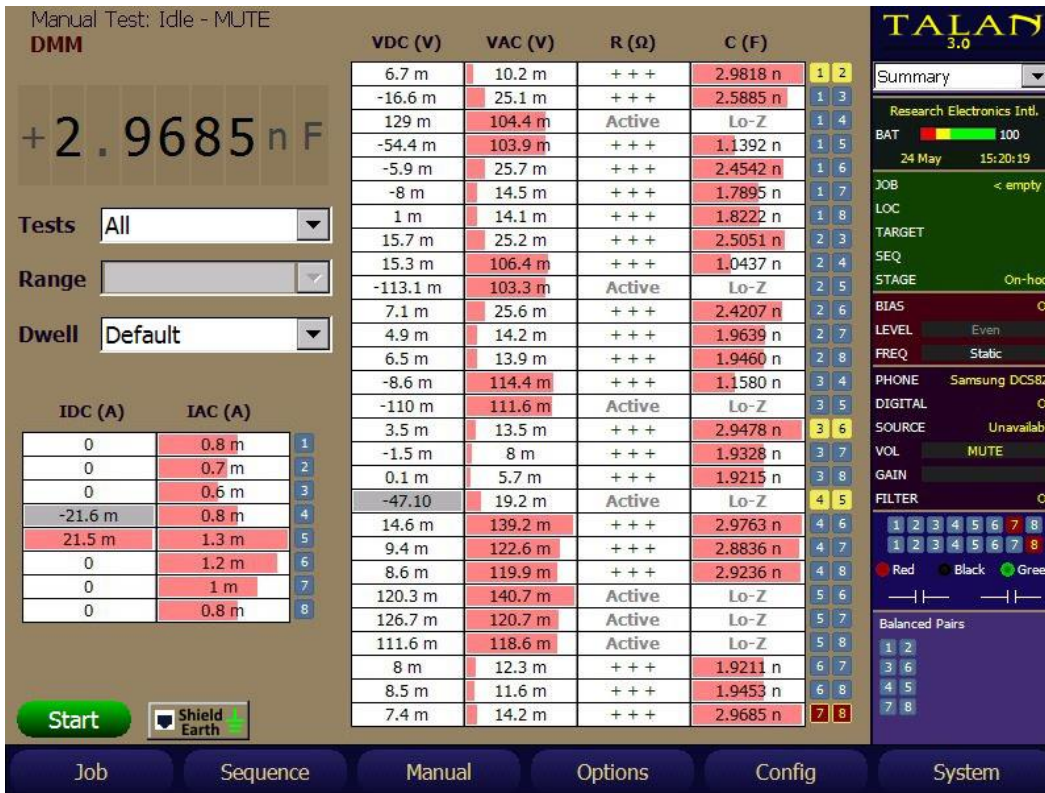 Manual Test: Idle - MUTE
DMM
+2.9685 n F
Tests All
Range
Dwell Default
IDC (A) IAC (A)
0 0.8 m 1
0 0.7 m 2
0 0.6 m 3
-21.6 m 0.8 m 4
21.5 m 1.3 m 5
0 1.2 m 6
0 1 m 7
0 0.8 m 8
Start
Shield
Earth
VDC (V) VAC (V) R (Ω) C (F)
6.7 m 10.2 m + + + 2.9818 n 1 2
-16.6 m 25.1 m + + + 2.5885 n 1 3
129 m 104.4 m Active Lo-Z 1 4
-54.4 m 103.9 m + + + 1.1392 n 1 5
-5.9 m 25.7 m + + + 2.4542 n 1 6
-8 m 14.5 m + + + 1.7895 n 1 7
1 m 14.1 m + + + 1.8222 n 1 8
15.7 m 25.2 m + + + 2.5051 n 2 3
15.3 m 106.4 m + + + 1.0437 n 2 4
-113.1 m 103.3 m Active Lo-Z 2 5
7.1 m 25.6 m + + + 2.4207 n 2 6
4.9 m 14.2 m + + + 1.9639 n 2 7
6.5 m 13.9 m + + + 1.9460 n 2 8
-8.6 m 114.4 m + + + 1.1580 n 3 4
-110 m 111.6 m Active Lo-Z 3 5
3.5 m 13.5 m + + + 2.9478 n 3 6
-1.5 m 8 m + + + 1.9328 n 3 7
0.1 m 5.7 m + + + 1.9215 n 3 8
-47.10 19.2 m Active Lo-Z 4 5
14.6 m 139.2 m + + + 2.9763 n 4 6
9.4 m 122.6 m + + + 2.8836 n 4 7
8.6 m 119.9 m + + + 2.9236 n 4 8
120.3 m 140.7 m Active Lo-Z 5 6
126.7 m 120.7 m Active Lo-Z 5 7
111.6 m 118.6 m Active Lo-Z 5 8
8 m 12.3 m + + + 1.9211 n 6 7
8.5 m 11.6 m + + + 1.9453 n 6 8
7.4 m 14.2 m + + + 2.9685 n 7 8
TALAN
3.0
Summary
Research Electronics Intl.
BAT 100
24 May 15:20:19
JOB < empty
LOC
TARGET
SEQ
STAGE On-hoo
BIAS O
LEVEL Even
FREQ Static
PHONE Samsung DCS82
DIGITAL O
SOURCE Unavailab
VOL MUTE
GAIN
FILTER O
1 2 3 4 5 6 7 8
1 2 3 4 5 6 7 8
Red Black Gree
Balanced Pairs
1 2
3 6
4 5
7 8
Job Sequence Manual Options Config System